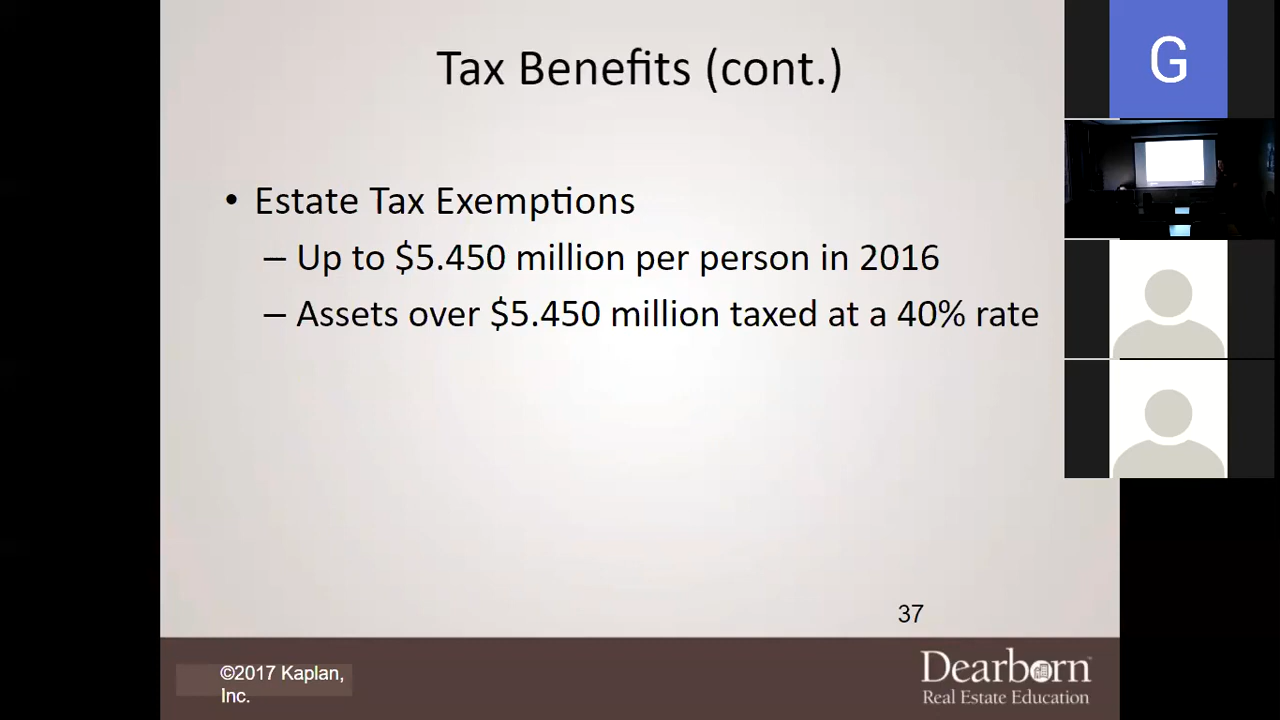 Tax Benefits (cont.)
• Estate Tax Exemptions
– Up to $5.450 million per person in 2016
– Assets over $5.450 million taxed at a 40% rate
37
©2017 Kaplan,
Inc.
Dearborn
Real Estate Education
G